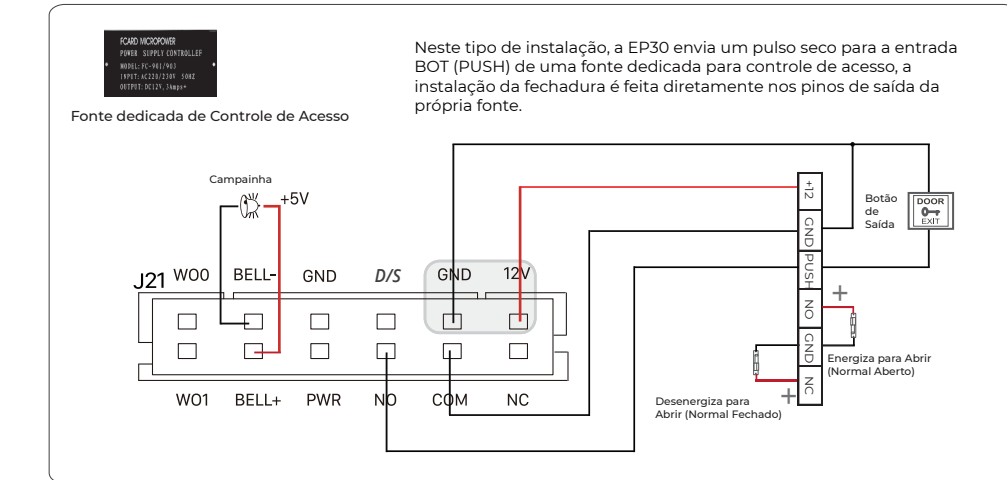 FCARD MICROPOWER
POWER SUPPLY CONTROLLEF
MODEL: FC-901/903
INPUT: AC220/230V 50HZ
OUTPUT: DC12V, 3Amps+
Fonte dedicada de Controle de Acesso
Neste tipo de instalação, a EP30 envia um pulso seco para a entrada
BOT (PUSH) de uma fonte dedicada para controle de acesso, a
instalação da fechadura é feita diretamente nos pinos de saída da
própria fonte.
Campainha
+5V
J21
WO0 BELL- GND D/S GND 12V
WO1 BELL+ PWR NO COM NC
+12
GND
PUSH
NO
GND
NC
Botão
de
Saída
DOOR
EXIT
+
Energiza para Abrir
(Normal Aberto)
+
Desenergiza para
Abrir (Normal Fechado)